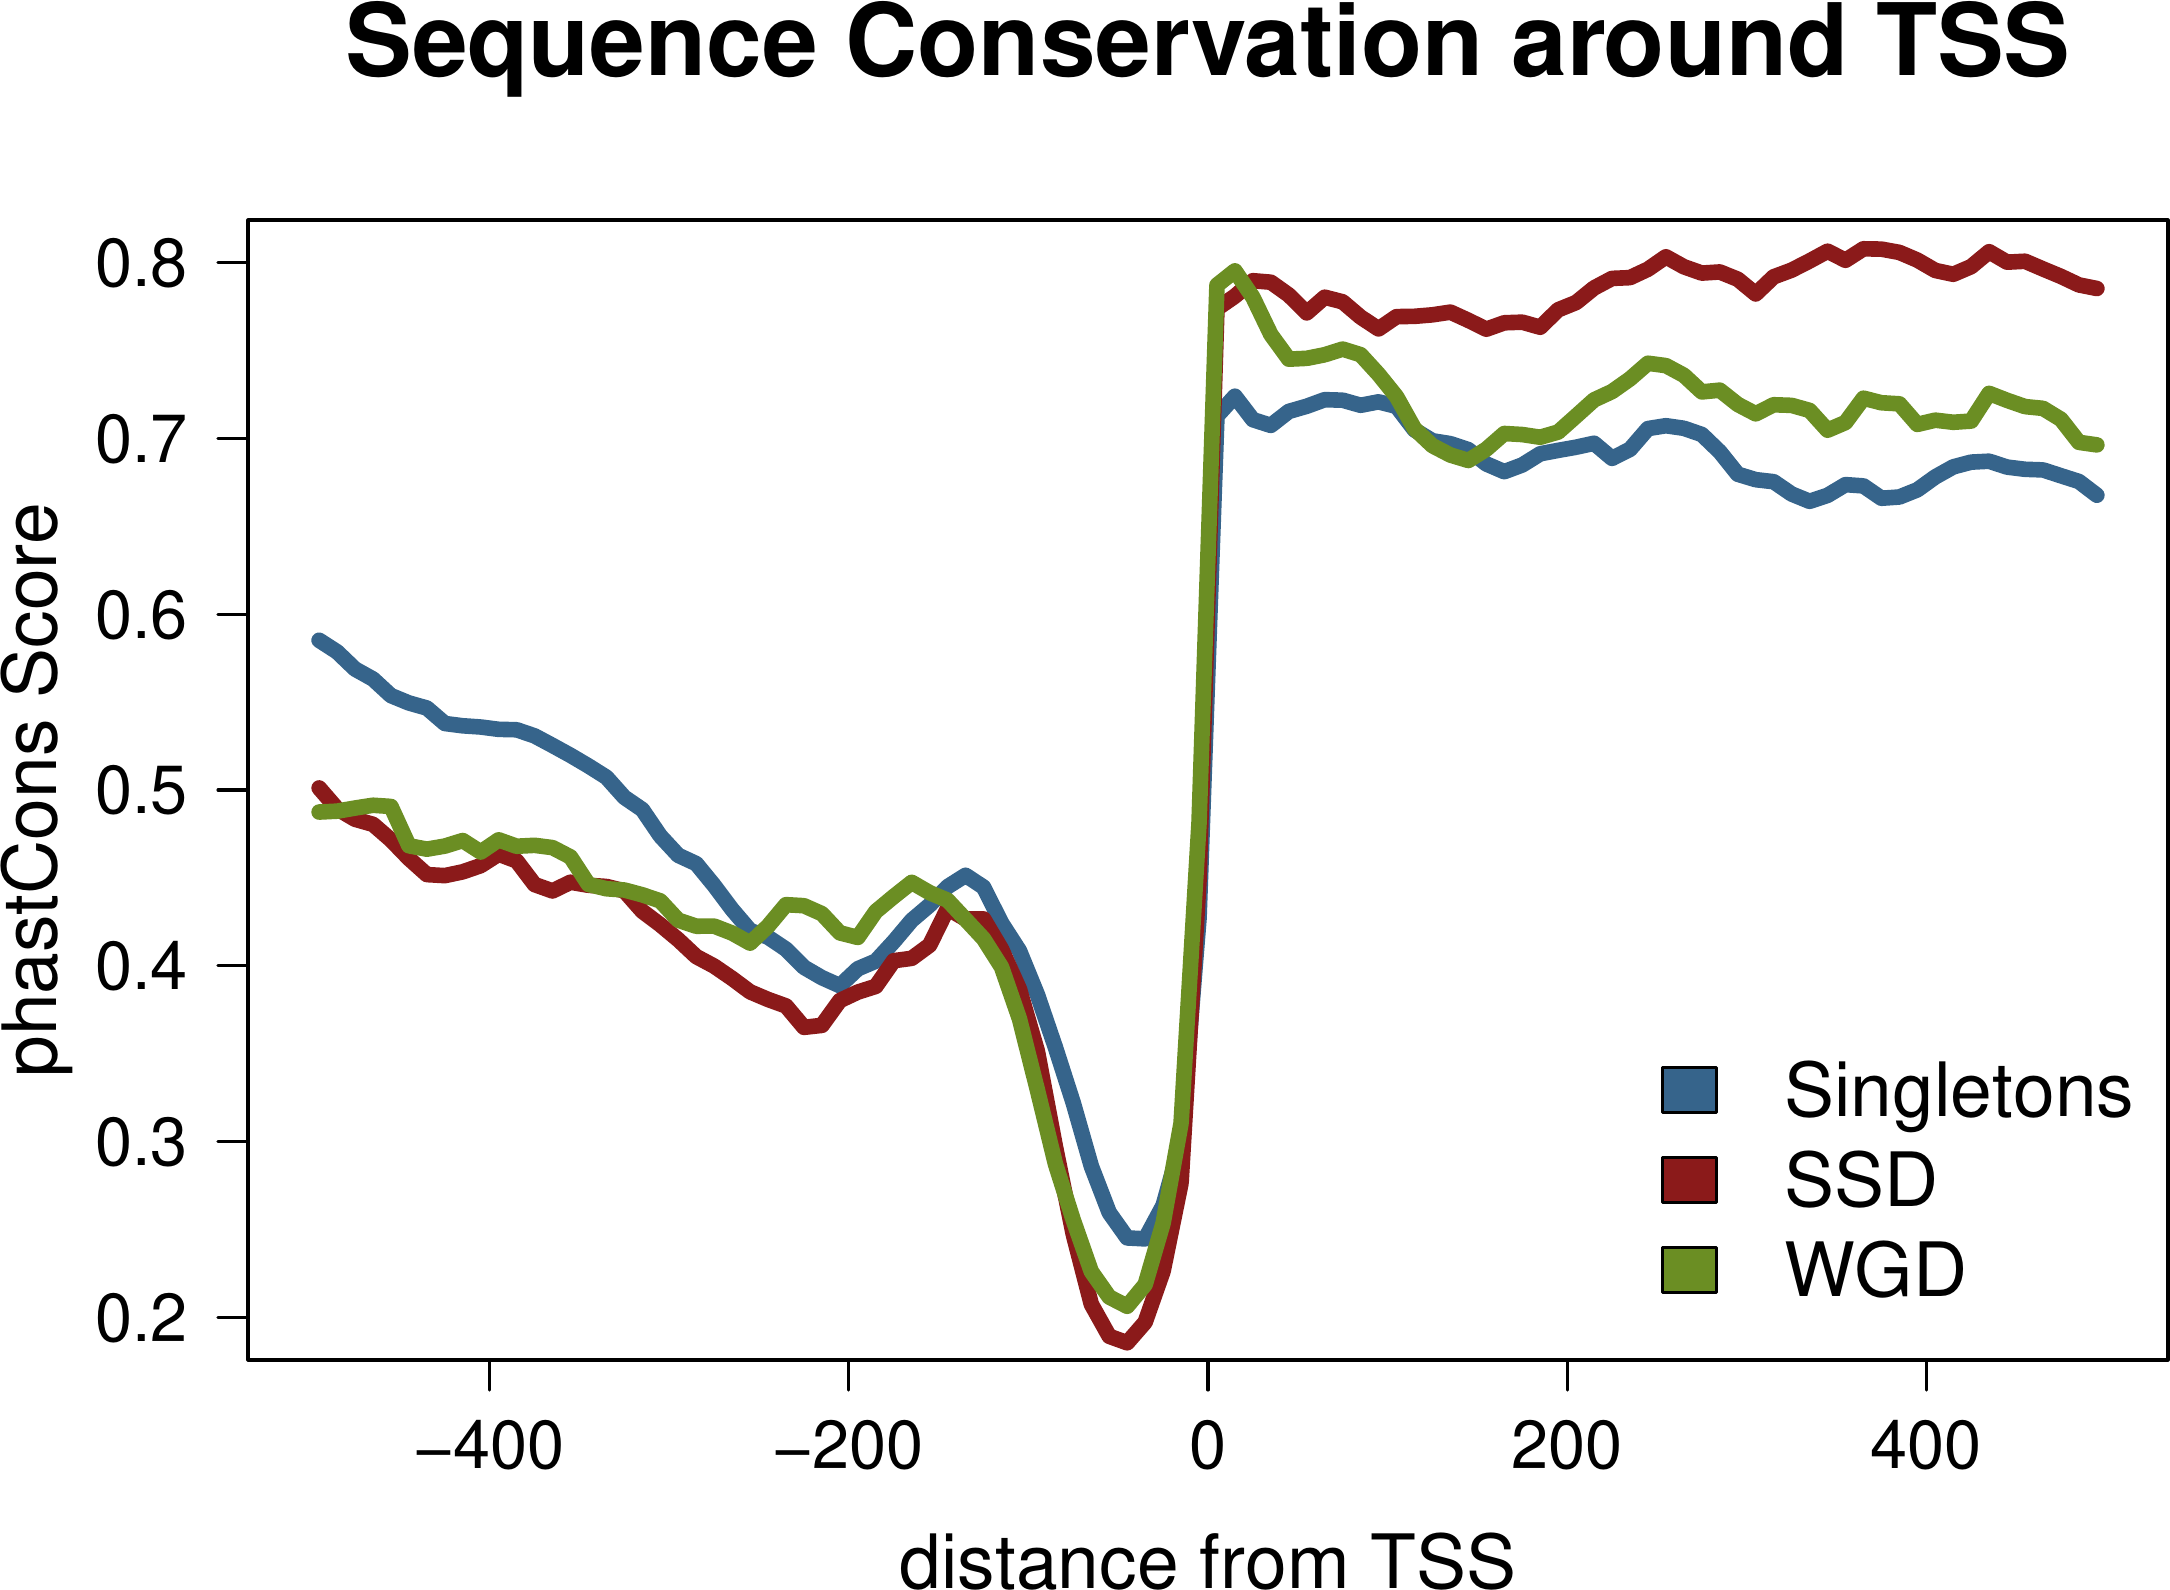 Sequence Conservation around TSS
phastCons Score
0.8
0.7
0.6
0.5
0.4
0.3
0.2
Singletons
SSD
WGD
−400 −200 0 200 400
distance from TSS